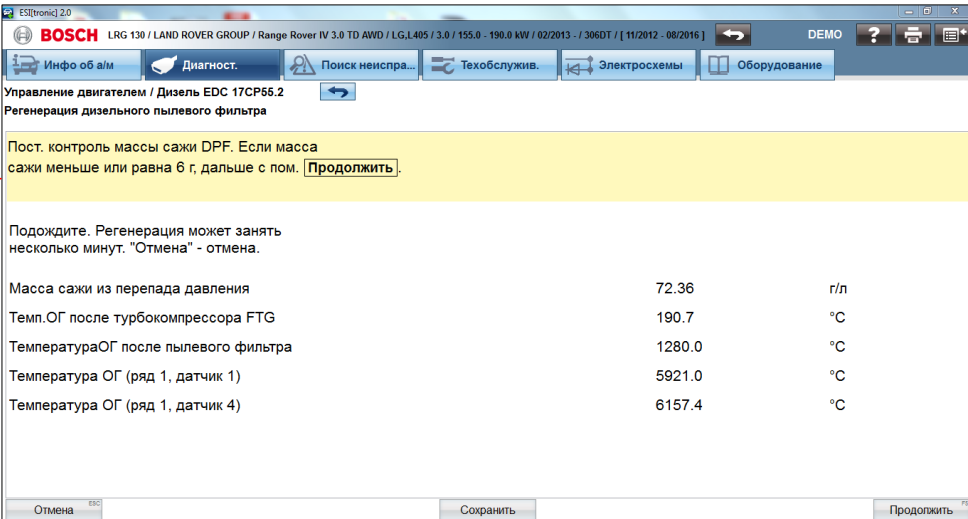 ESI[tronic] 2.0
BOSCH LRG 130 / LAND ROVER GROUP / Range Rover IV 3.0 TD AWD / LG,L405 / 3.0 / 155.0 - 190.0 kW / 02/2013 - / 306DT / [ 11/2012 - 08/2016 ] DEMO ?
Инфо об а/м Диагност. Поиск неиспра... Техобслужив. Электросхемы Оборудование
Управление двигателем / Дизель EDC 17CP55.2
Регенерация дизельного пылевого фильтра
Пост. контроль массы сажи DPF. Если масса
сажи меньше или равна 6 г, дальше с пом. Продолжить.
Подождите. Регенерация может занять
несколько минут. "Отмена" - отмена.
Масса сажи из перепада давления 72.36 г/л
Темп.ОГ после турбокомпрессора FTG 190.7 °C
ТемператураОГ после пылевого фильтра 1280.0 °C
Температура ОГ (ряд 1, датчик 1) 5921.0 °C
Температура ОГ (ряд 1, датчик 4) 6157.4 °C
Отмена ESC Сохранить Продолжить